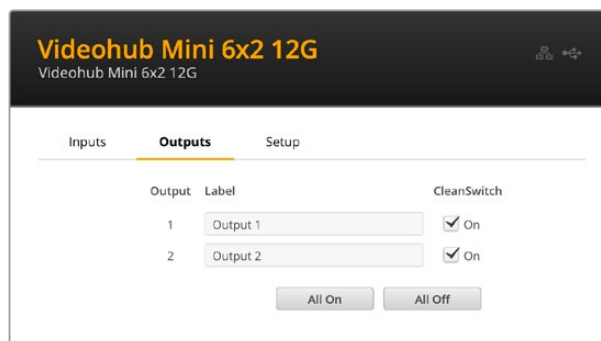 Videohub Mini 6x2 12G
Videohub Mini 6x2 12G
Inputs Outputs Setup
Output Label CleanSwitch
1 Output 1 On
2 Output 2 On
All On All Off